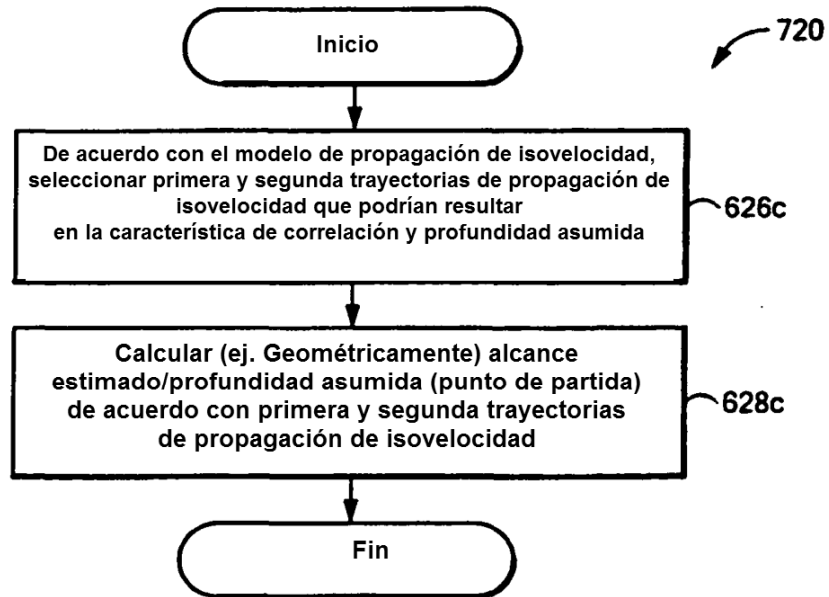 Inicio
720
De acuerdo con el modelo de propagación de isovelocidad,
seleccionar primera y segunda trayectorias de propagación de
isovelocidad que podrían resultar
en la característica de correlación y profundidad asumida
626c
Calcular (ej. Geométricamente) alcance
estimado/profundidad asumida (punto de partida)
de acuerdo con primera y segunda trayectorias
de propagación de isovelocidad
628c
Fin